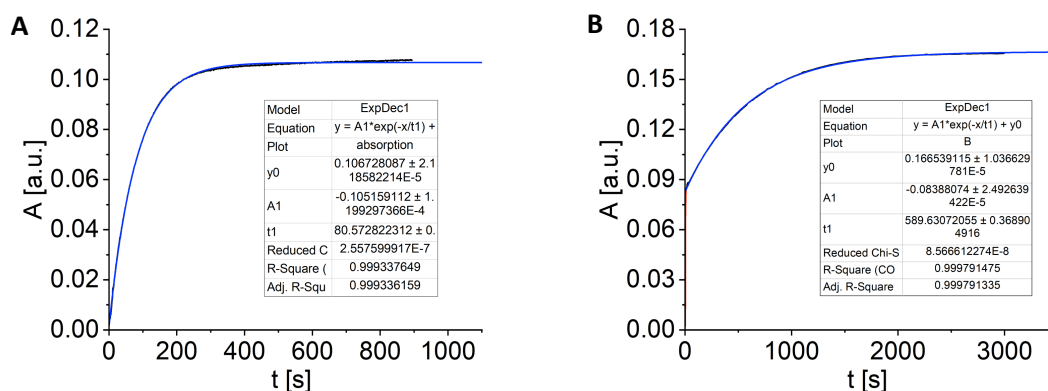 A
A [a.u.]
0.12
0.10
0.08
0.06
0.04
0.02
0.00
0 200 400 600 800 1000
t [s]
Model ExpDec1
Equation y = A1*exp(-x/t1) +
Plot absorption
y0 0.106728087 ± 2.1
18582214E-5
A1 -0.105159112 ± 1.
199297366E-4
t1 80.572822312 ± 0.
Reduced C 2.557599917E-7
R-Square ( 0.999337649
Adj. R-Squ 0.999336159
B
A [a.u.]
0.18
0.15
0.12
0.09
0.06
0.03
0.00
0 1000 2000 3000
t [s]
Model ExpDec1
Equation y = A1*exp(-x/t1) + y0
Plot B
y0 0.166539115 ± 1.036629
781E-5
A1 -0.08388074 ± 2.492639
422E-5
t1 589.63072055 ± 0.36890
4916
Reduced Chi-S 8.566612274E-8
R-Square (CO 0.999791475
Adj. R-Square 0.999791335